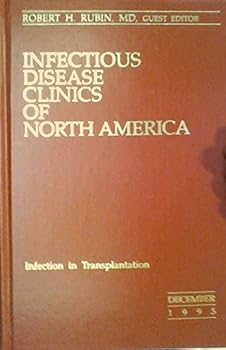 ROBERT H. RUBIN, MD, GUEST EDITOR
INFECTIOUS
DISEASE
CLINICS
OF
NORTH AMERICA
Infection in Transplantation
DECEMBER
1995